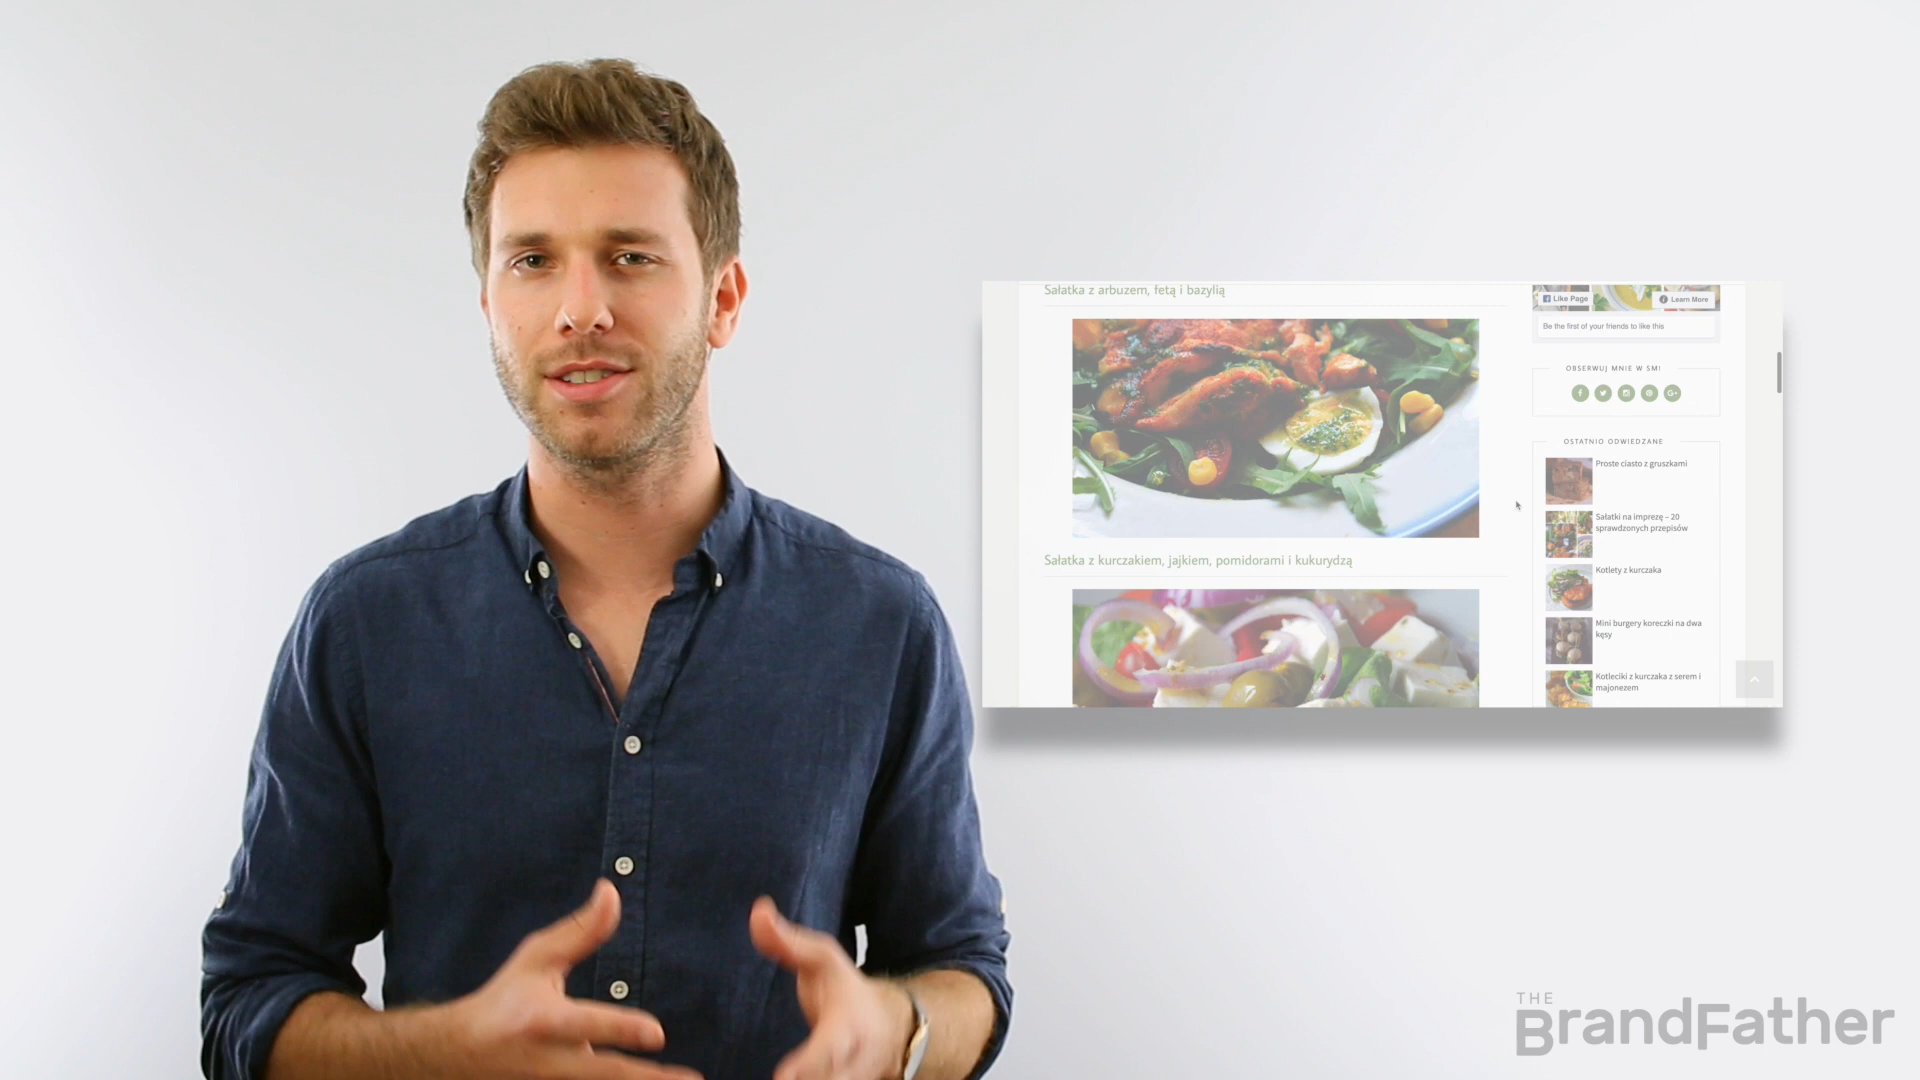 Sałatka z arbuzem, fetą i bazylią
Like Page
Learn More
Be the first of your friends to like this
OBSERWUJ MNIE W SM!
OSTATNIO ODWIEDZANE
Proste ciasto z gruszkami
Sałatki na imprezę – 20
sprawdzonych przepisów
Kotlety z kurczaka
Mini burgery koreczki na dwa
kęsy
Kotleciki z kurczaka z serem i
majonezem
Sałatka z kurczakiem, jajkiem, pomidorami i kukurydzą
THE
BrandFather